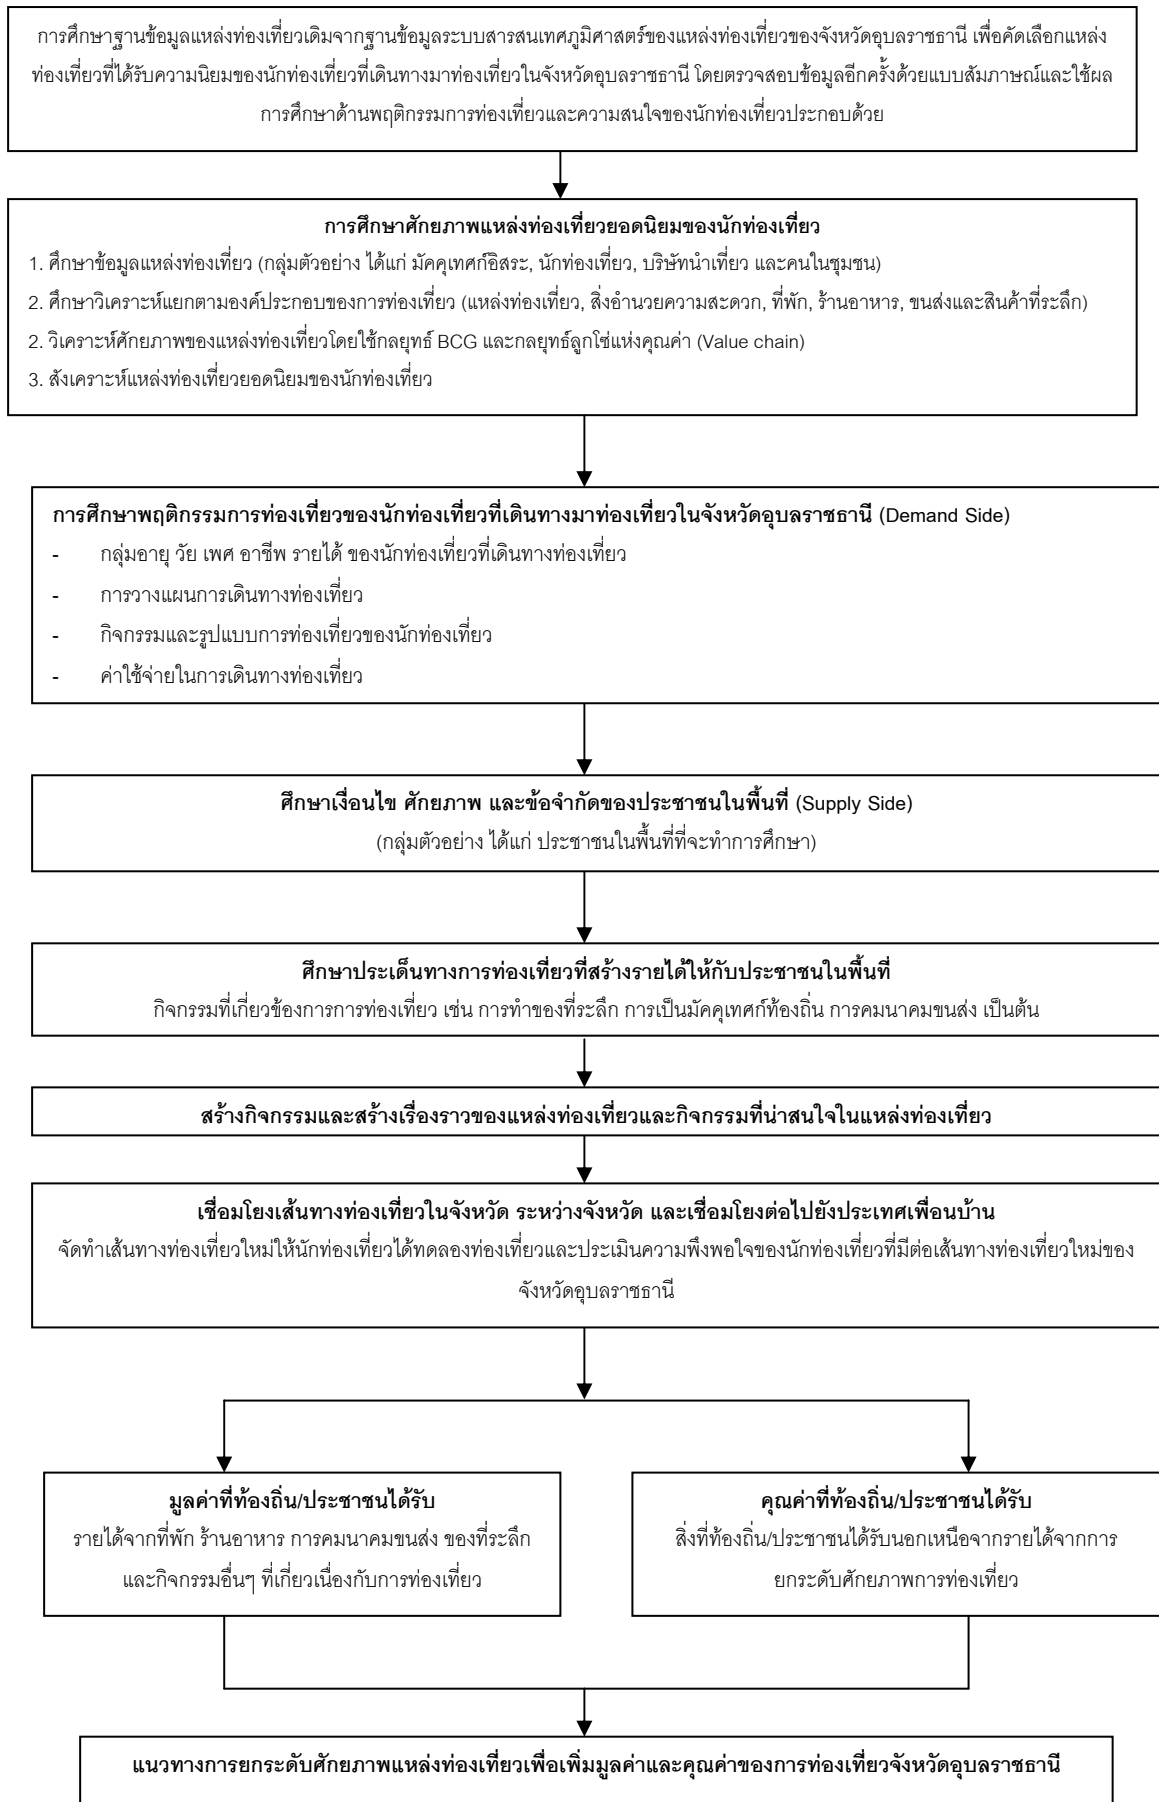 การศึกษาฐานข้อมูลแหล่งท่องเที่ยวเดิมจากฐานข้อมูลระบบสารสนเทศภูมิศาสตร์ของแหล่งท่องเที่ยวของจังหวัดอุบลราชธานี เพื่อคัดเลือกแหล่ง
ท่องเที่ยวที่ได้รับความนิยมของนักท่องเที่ยวที่เดินทางมาท่องเที่ยวในจังหวัดอุบลราชธานี โดยตรวจสอบข้อมูลอีกครั้งด้วยแบบสัมภาษณ์และใช้ผล
การศึกษาด้านพฤติกรรมการท่องเที่ยวและความสนใจของนักท่องเที่ยวประกอบด้วย
การศึกษาศักยภาพแหล่งท่องเที่ยวยอดนิยมของนักท่องเที่ยว
1. ศึกษาข้อมูลแหล่งท่องเที่ยว (กลุ่มตัวอย่าง ได้แก่ มัคคุเทศก์อิสระ, นักท่องเที่ยว, บริษัทนำเที่ยว และคนในชุมชน)
2. ศึกษาวิเคราะห์แยกตามองค์ประกอบของการท่องเที่ยว (แหล่งท่องเที่ยว, สิ่งอำนวยความสะดวก, ที่พัก, ร้านอาหาร, ขนส่งและสินค้าที่ระลึก)
2. วิเคราะห์ศักยภาพของแหล่งท่องเที่ยวโดยใช้กลยุทธ์ BCG และกลยุทธ์ลูกโซ่แห่งคุณค่า (Value chain)
3. สังเคราะห์แหล่งท่องเที่ยวยอดนิยมของนักท่องเที่ยว
การศึกษาพฤติกรรมการท่องเที่ยวของนักท่องเที่ยวที่เดินทางมาท่องเที่ยวในจังหวัดอุบลราชธานี (Demand Side)
- กลุ่มอายุ วัย เพศ อาชีพ รายได้ ของนักท่องเที่ยวที่เดินทางท่องเที่ยว
- การวางแผนการเดินทางท่องเที่ยว
- กิจกรรมและรูปแบบการท่องเที่ยวของนักท่องเที่ยว
- ค่าใช้จ่ายในการเดินทางท่องเที่ยว
ศึกษาเงื่อนไข ศักยภาพ และข้อจำกัดของประชาชนในพื้นที่ (Supply Side)
(กลุ่มตัวอย่าง ได้แก่ ประชาชนในพื้นที่ที่จะทำการศึกษา)
ศึกษาประเด็นทางการท่องเที่ยวที่สร้างรายได้ให้กับประชาชนในพื้นที่
กิจกรรมที่เกี่ยวข้องการการท่องเที่ยว เช่น การทำของที่ระลึก การเป็นมัคคุเทศก์ท้องถิ่น การคมนาคมขนส่ง เป็นต้น
สร้างกิจกรรมและสร้างเรื่องราวของแหล่งท่องเที่ยวและกิจกรรมที่น่าสนใจในแหล่งท่องเที่ยว
เชื่อมโยงเส้นทางท่องเที่ยวในจังหวัด ระหว่างจังหวัด และเชื่อมโยงต่อไปยังประเทศเพื่อนบ้าน
จัดทำเส้นทางท่องเที่ยวใหม่ให้นักท่องเที่ยวได้ทดลองท่องเที่ยวและประเมินความพึงพอใจของนักท่องเที่ยวที่มีต่อเส้นทางท่องเที่ยวใหม่ของ
จังหวัดอุบลราชธานี
มูลค่าที่ท้องถิ่น/ประชาชนได้รับ
รายได้จากที่พัก ร้านอาหาร การคมนาคมขนส่ง ของที่ระลึก
และกิจกรรมอื่นๆ ที่เกี่ยวเนื่องกับการท่องเที่ยว
คุณค่าที่ท้องถิ่น/ประชาชนได้รับ
สิ่งที่ท้องถิ่น/ประชาชนได้รับนอกเหนือจากรายได้จากการ
ยกระดับศักยภาพการท่องเที่ยว
แนวทางการยกระดับศักยภาพแหล่งท่องเที่ยวเพื่อเพิ่มมูลค่าและคุณค่าของการท่องเที่ยวจังหวัดอุบลราชธานี